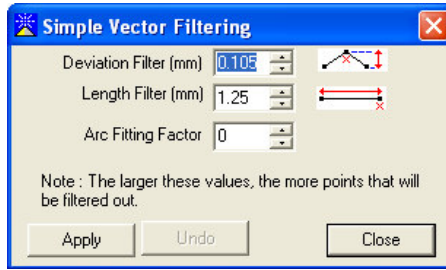 Simple Vector Filtering
Deviation Filter (mm) 0.105
Length Filter (mm) 1.25
Arc Fitting Factor 0
Note : The larger these values, the more points that will
be filtered out.
Apply Undo Close